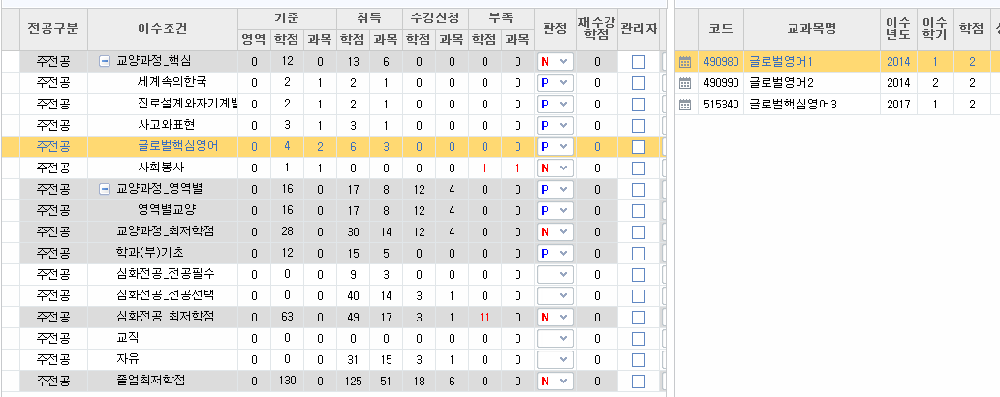 전공구분 이수조건 기준 취득 수강신청 부족 판정 재수강학점 관리자
영역 학점 과목 학점 과목 학점 과목 학점 과목
주전공 교양과정_핵심 0 12 0 13 6 0 0 0 0 N 0
주전공 세계속의한국 0 2 1 2 1 0 0 0 0 P 0
주전공 진로설계와자기계발 0 2 1 2 1 0 0 0 0 P 0
주전공 사고와표현 0 3 1 3 1 0 0 0 0 P 0
주전공 글로벌핵심영어 0 4 2 6 3 0 0 0 0 P 0
주전공 사회봉사 0 1 1 0 0 0 0 1 1 N 0
주전공 교양과정_영역별 0 16 0 17 8 12 4 0 0 P 0
주전공 영역별교양 0 16 0 17 8 12 4 0 0 P 0
주전공 교양과정_최저학점 0 28 0 30 14 12 4 0 0 N 0
주전공 학과(부)기초 0 12 0 15 5 0 0 0 0 P 0
주전공 심화전공_전공필수 0 0 0 9 3 0 0 0 0 0
주전공 심화전공_전공선택 0 0 0 40 14 3 1 0 0 0
주전공 심화전공_최저학점 0 63 0 49 17 3 1 11 0 N 0
주전공 교직 0 0 0 0 0 0 0 0 0 0
주전공 자유 0 0 0 31 15 3 1 0 0 0
주전공 졸업최저학점 0 130 0 125 51 18 6 0 0 N 0
코드 교과목명 이수년도 이수학기 학점
490980 글로벌영어1 2014 1 2
490990 글로벌영어2 2014 2 2
515340 글로벌핵심영어3 2017 1 2